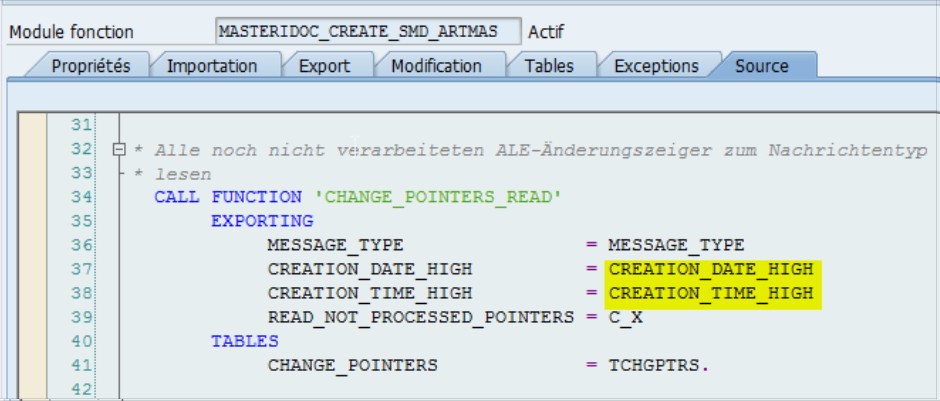 Module fonction MASTERIDOC_CREATE_SMD_ARTMAS Actif
Propriétés Importation Export Modification Tables Exceptions Source
31
32 * Alle noch nicht verarbeiteten ALE-Änderungszeiger zum Nachrichtentyp
33 * lesen
34 CALL FUNCTION 'CHANGE_POINTERS_READ'
35 EXPORTING
36 MESSAGE_TYPE = MESSAGE_TYPE
37 CREATION_DATE_HIGH = CREATION_DATE_HIGH
38 CREATION_TIME_HIGH = CREATION_TIME_HIGH
39 READ_NOT_PROCESSED_POINTERS = C_X
40 TABLES
41 CHANGE_POINTERS = TCHGPTRS.
42